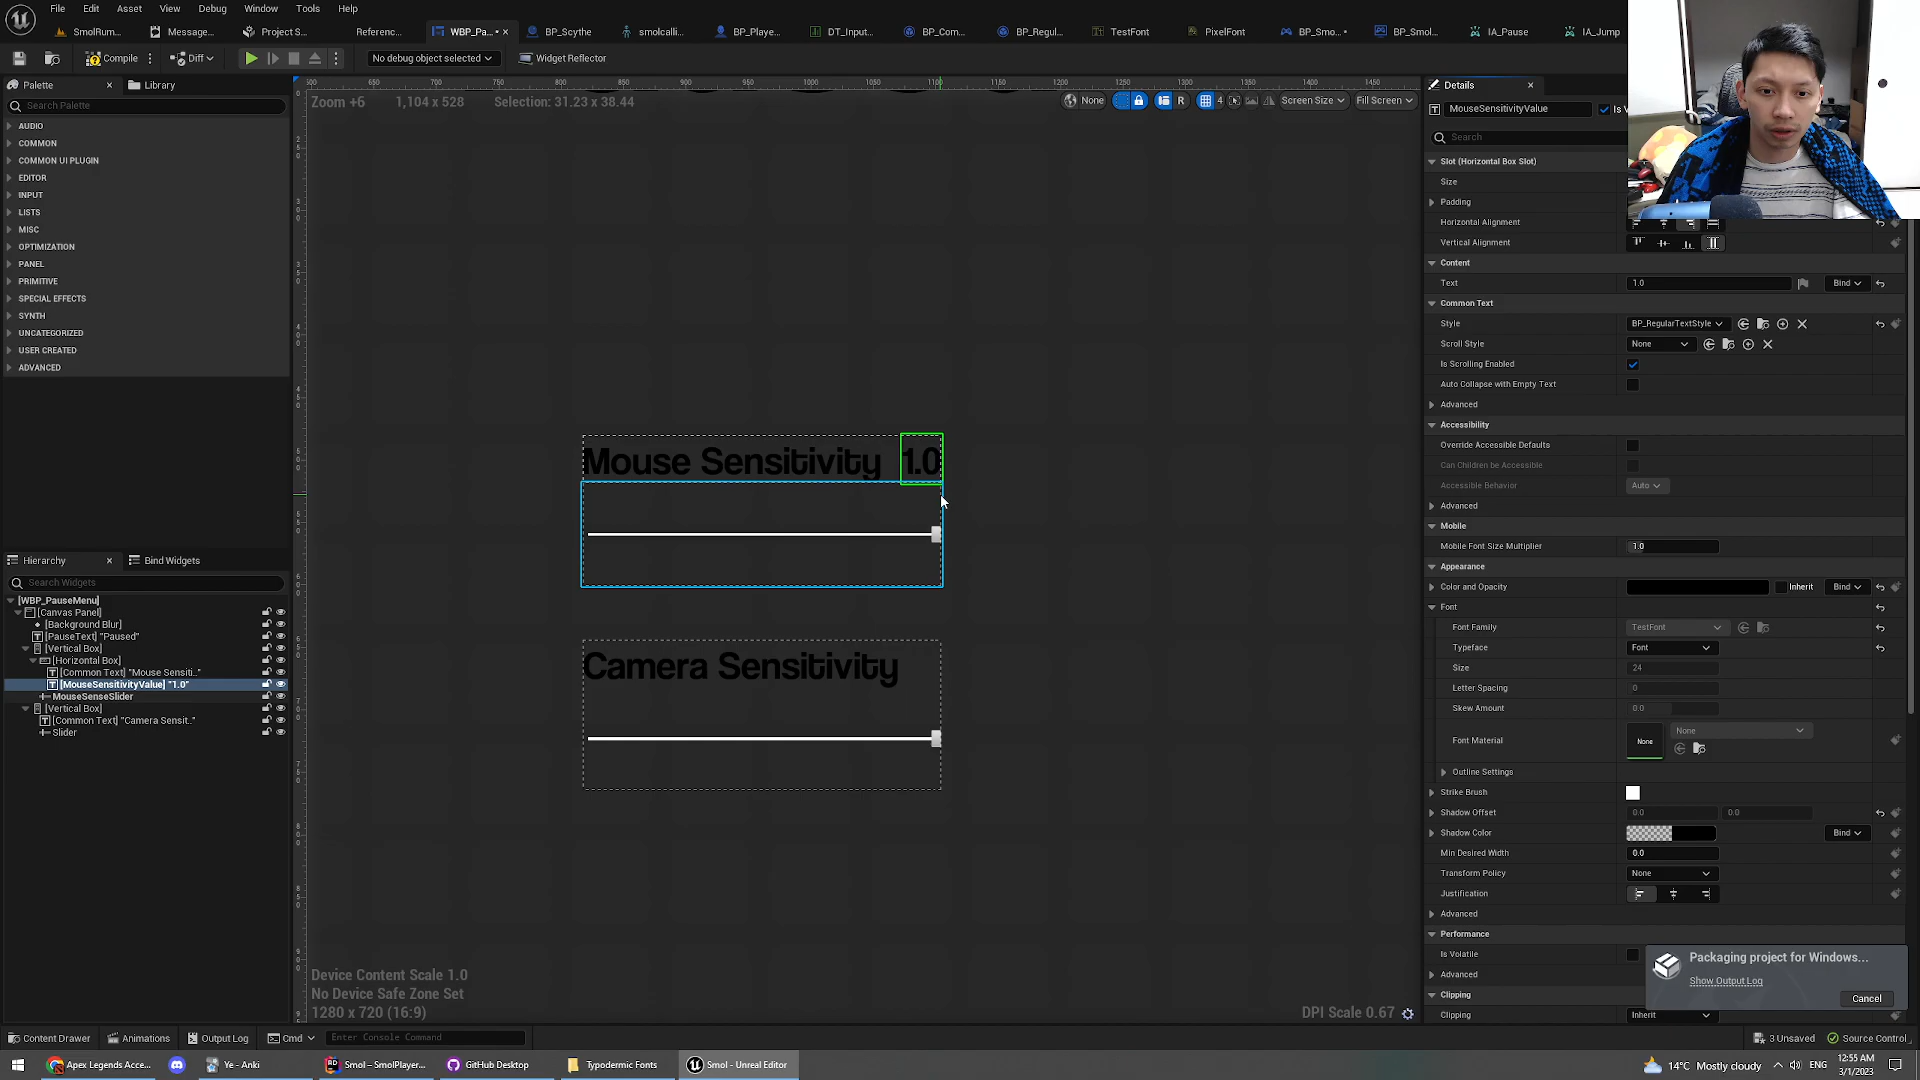 File Edit Asset View Debug Window Tools Help
SmolRum... Message... Project S... Referenc... WBP_Pa... BP_Scythe smolcalli... BP_Playe... DT_Input... BP_Com... BP_Regul... TestFont PixelFont BP_Smo... BP_Smol... IA_Pause IA_Jump
Compile Diff No debug object selected Widget Reflector
Palette Library
Search Palette
AUDIO
COMMON
COMMON UI PLUGIN
EDITOR
INPUT
LISTS
MISC
OPTIMIZATION
PANEL
PRIMITIVE
SPECIAL EFFECTS
SYNTH
UNCATEGORIZED
USER CREATED
ADVANCED
Hierarchy Bind Widgets
Search Widgets
[WBP_PauseMenu]
[Canvas Panel]
[Background Blur]
[PauseText] "Paused"
[Vertical Box]
[Horizontal Box]
[Common Text] "Mouse Sensiti.."
[MouseSensitivityValue] "1.0"
MouseSenseSlider
[Vertical Box]
[Common Text] "Camera Sensit.."
Slider
Zoom +6 1,104 x 528 Selection: 31.23 x 38.44
None R 4 Screen Size Fill Screen
Mouse Sensitivity 1.0
Camera Sensitivity
Device Content Scale 1.0
No Device Safe Zone Set
1280 x 720 (16:9)
DPI Scale 0.67
Details
MouseSensitivityValue Is V
Search
Slot (Horizontal Box Slot)
Size
Padding
Horizontal Alignment
Vertical Alignment
Content
Text 1.0 Bind
Common Text
Style BP_RegularTextStyle
Scroll Style None
Is Scrolling Enabled
Auto Collapse with Empty Text
Advanced
Accessibility
Override Accessible Defaults
Can Children be Accessible
Accessible Behavior Auto
Advanced
Mobile
Mobile Font Size Multiplier 1.0
Appearance
Color and Opacity Inherit Bind
Font
Font Family TestFont
Typeface Font
Size 24
Letter Spacing 0
Skew Amount 0.0
Font Material None None
Outline Settings
Strike Brush
Shadow Offset 0.0 0.0
Shadow Color Bind
Min Desired Width 0.0
Transform Policy None
Justification
Advanced
Performance
Is Volatile
Advanced
Clipping
Clipping Inherit
Packaging project for Windows...
Show Output Log
Cancel
Content Drawer Animations Output Log Cmd Enter Console Command 3 Unsaved Source Control
Apex Legends Acce... Ye - Anki Smol – SmolPlayer... GitHub Desktop Typodermic Fonts Smol - Unreal Editor 14°C Mostly cloudy ENG 12:55 AM
3/1/2023